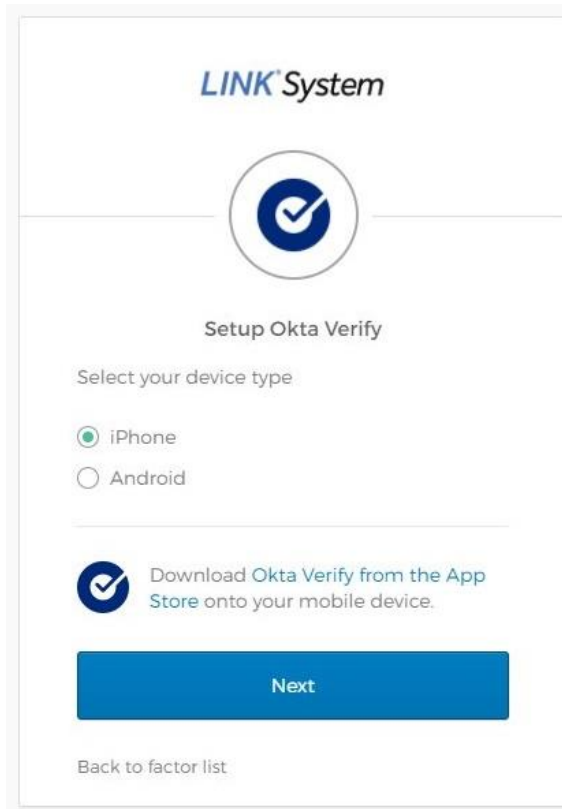 LINK® System
Setup Okta Verify
Select your device type
iPhone
Android
Download Okta Verify from the App
Store onto your mobile device.
Next
Back to factor list